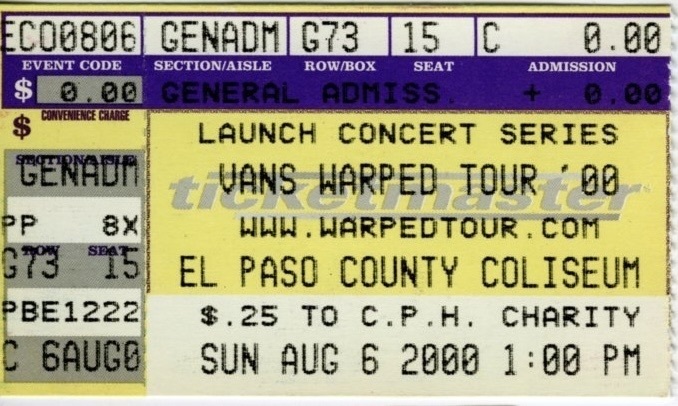 ECO0806 GENADM G73 15 C 0.00
EVENT CODE SECTION/AISLE ROW/BOX SEAT ADMISSION
$ 0.00 GENERAL ADMISS. + 0.00
$ CONVENIENCE CHARGE
SECTION/AISLE
GENADM
PP 8X
ROW SEAT
G73 15
PBE1222
C 6AUG0
LAUNCH CONCERT SERIES
VANS WARPED TOUR '00
ticketmaster
WWW.WARPEDTOUR.COM
EL PASO COUNTY COLISEUM
$.25 TO C.P.H. CHARITY
SUN AUG 6 2000 1:00 PM